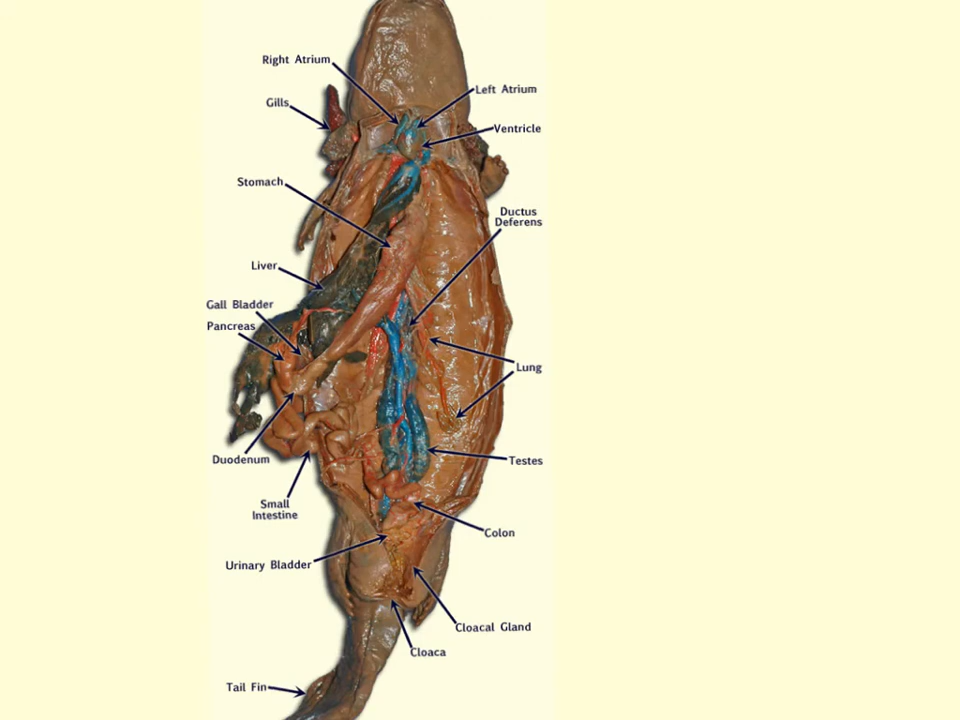 Right Atrium
Left Atrium
Gills
Ventricle
Stomach
Ductus
Deferens
Liver
Gall Bladder
Pancreas
Lung
Duodenum
Testes
Small
Intestine
Colon
Urinary Bladder
Cloacal Gland
Cloaca
Tail Fin